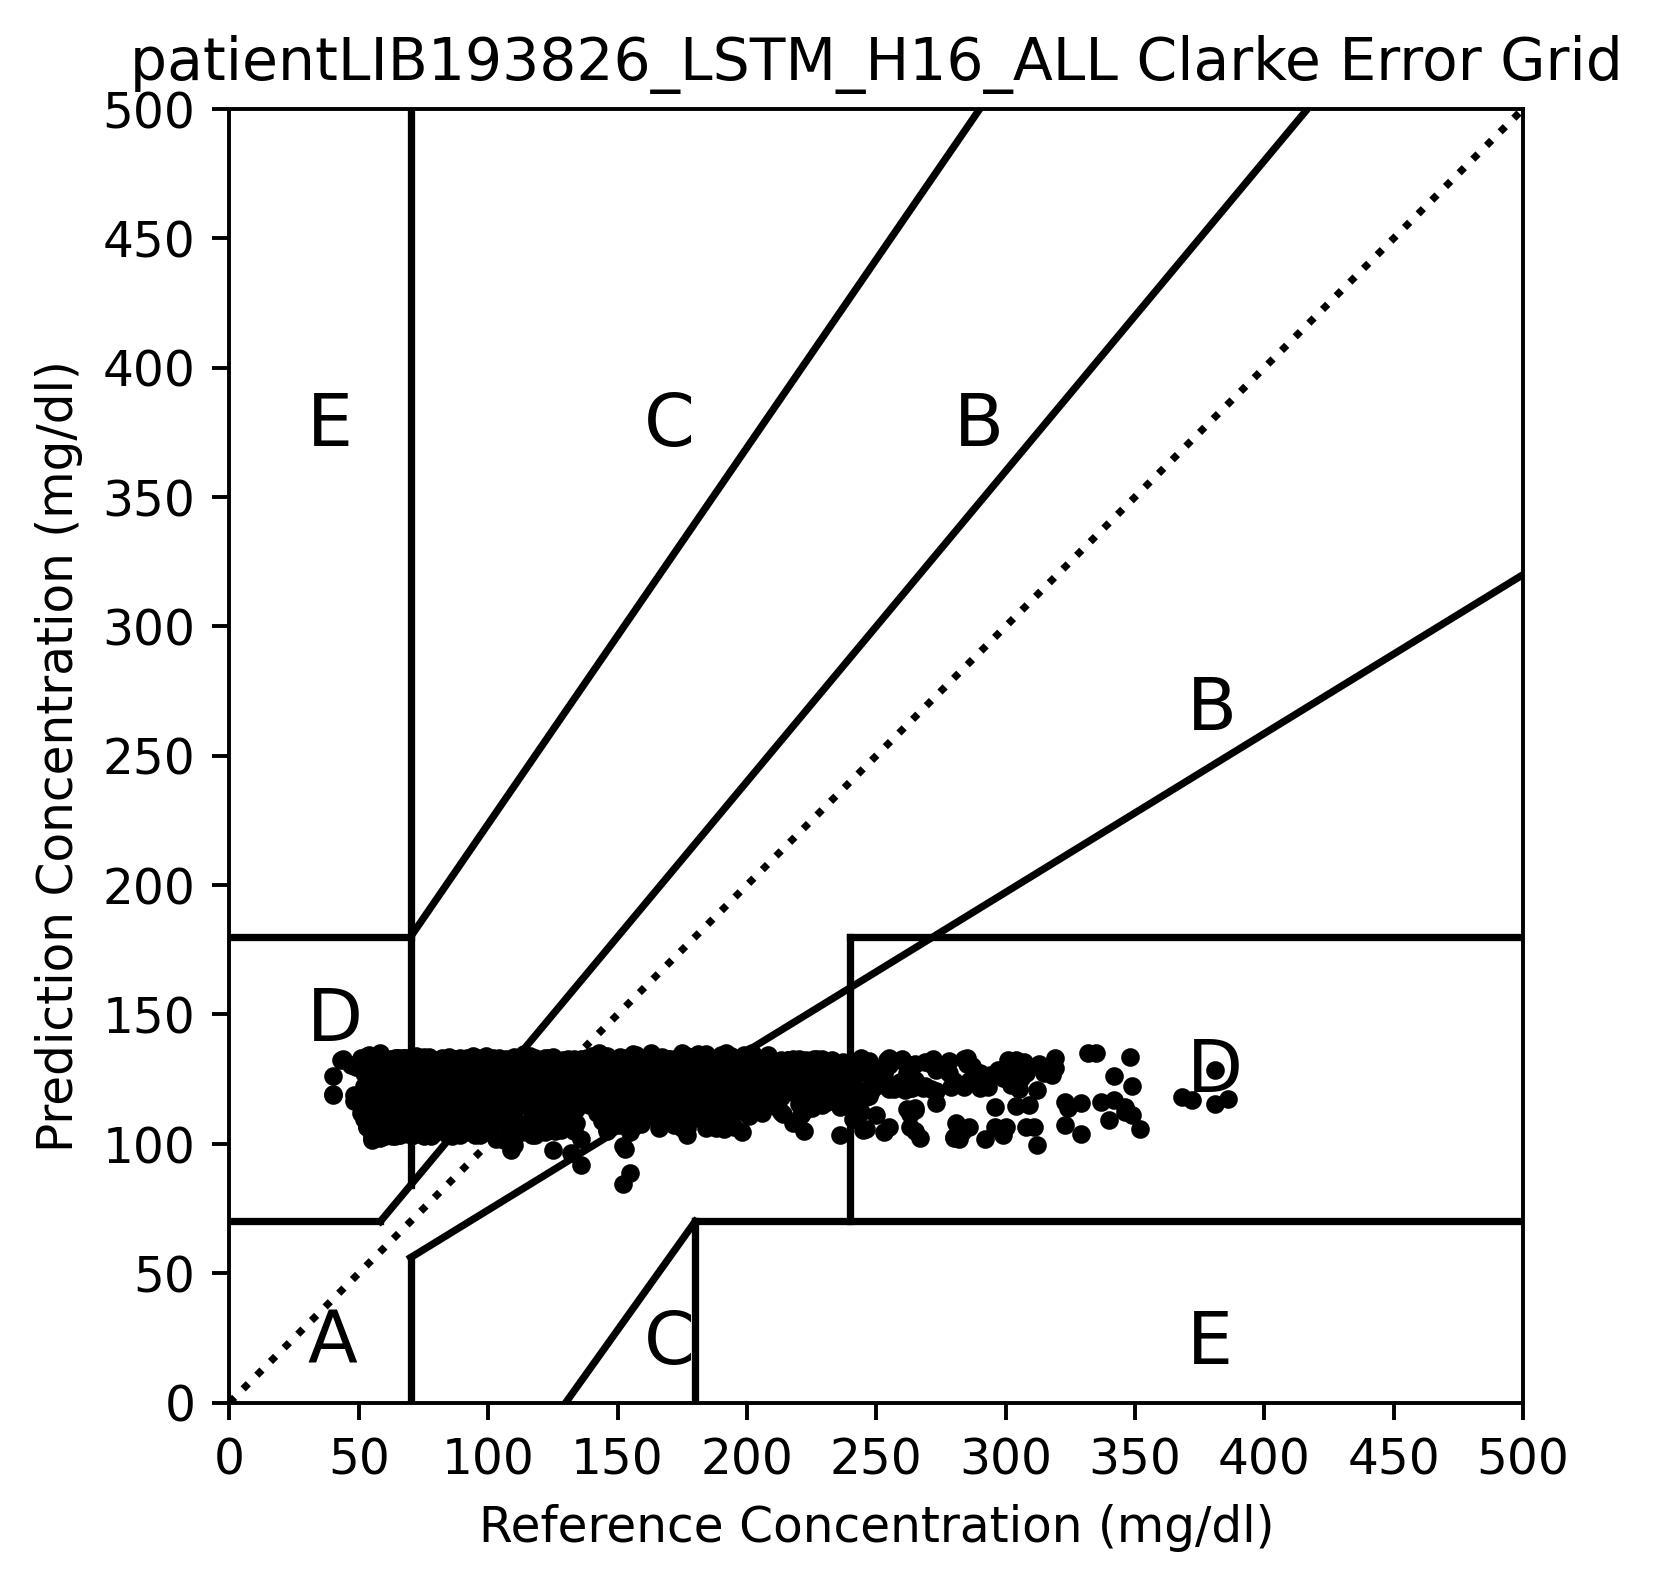 patientLIB193826_LSTM_H16_ALL Clarke Error Grid
500
450
400
350
300
250
200
150
100
50
0
Prediction Concentration (mg/dl)
E
C
B
B
D
D
A
C
E
0 50 100 150 200 250 300 350 400 450 500
Reference Concentration (mg/dl)